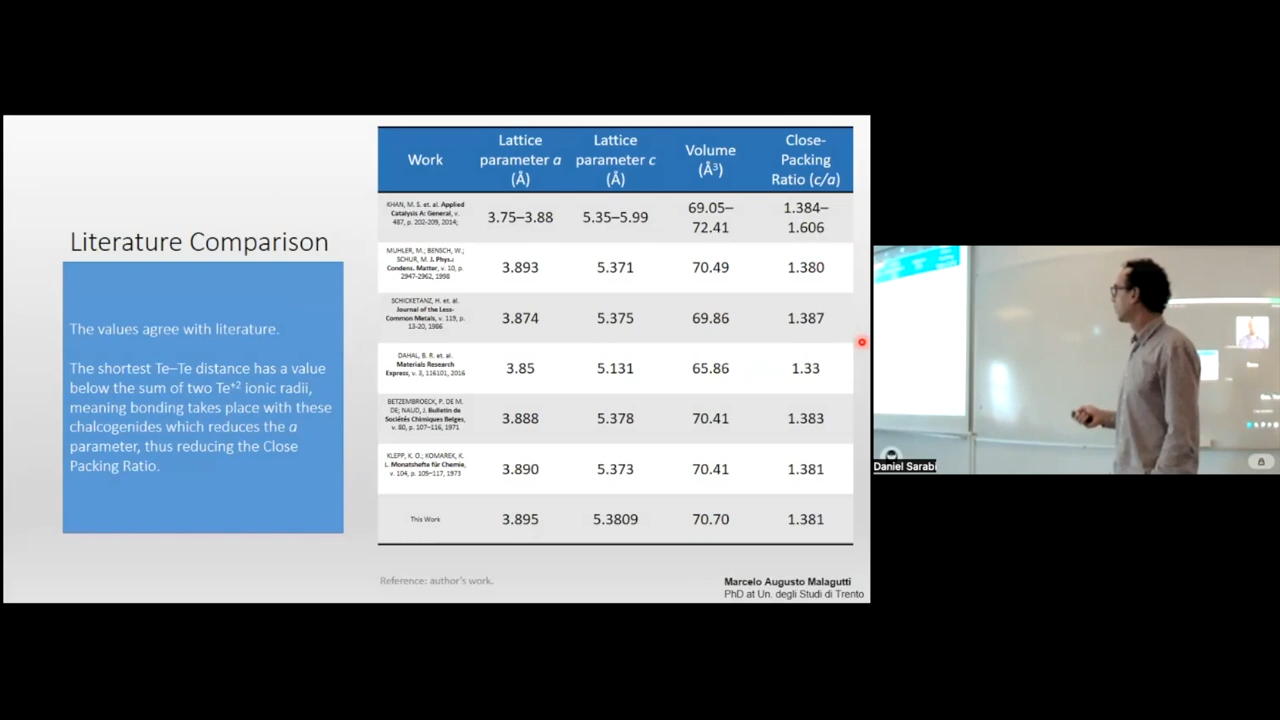 Literature Comparison
The values agree with literature.
The shortest Te–Te distance has a value
below the sum of two Te⁺² ionic radii,
meaning bonding takes place with these
chalcogenides which reduces the a
parameter, thus reducing the Close
Packing Ratio.
Work
Lattice
parameter a
(Å)
Lattice
parameter c
(Å)
Volume
(Å³)
Close-
Packing
Ratio (c/a)
KHAN, M. S. et. al. Applied
Catalysis A: General, v.
487, p. 202-209, 2014;
3.75–3.88
5.35–5.99
69.05–
72.41
1.384–
1.606
MUHLER, M.; BENSCH, W.;
SCHUR, M. J. Phys.:
Condens. Matter, v. 10, p.
2947-2962, 1998
3.893
5.371
70.49
1.380
SCHICKETANZ, H. et. al.
Journal of the Less-
Common Metals, v. 119, p.
13-20, 1986
3.874
5.375
69.86
1.387
DAHAL, B. R. et. al.
Materials Research
Express, v. 3, 116101, 2016
3.85
5.131
65.86
1.33
BETZEMBROECK, P. DE M.
DE; NAUD, J. Bulletin de
Sociétés Chimiques Belges,
v. 80, p. 107–116, 1971
3.888
5.378
70.41
1.383
KLEPP, K. O.; KOMAREK, K.
L. Monatshefte für Chemie,
v. 104, p. 105–117, 1973
3.890
5.373
70.41
1.381
This Work
3.895
5.3809
70.70
1.381
Reference: author's work.
Marcelo Augusto Malagutti
PhD at Un. degli Studi di Trento
Daniel Sarabi